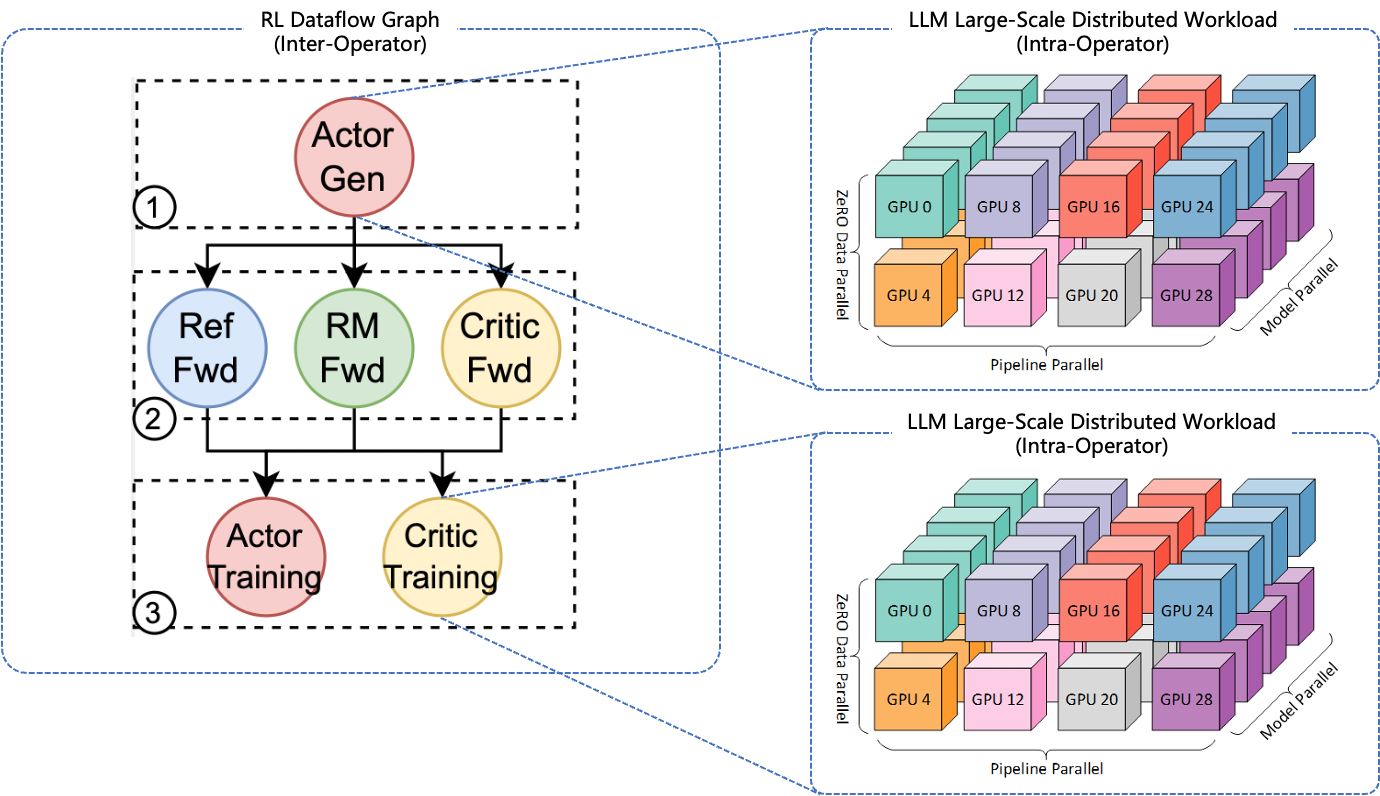 RL Dataflow Graph
(Inter-Operator)
Actor
Gen
1
Ref
Fwd
RM
Fwd
Critic
Fwd
2
Actor
Training
Critic
Training
3
LLM Large-Scale Distributed Workload
(Intra-Operator)
ZeRO Data Parallel
GPU 0
GPU 8
GPU 16
GPU 24
GPU 4
GPU 12
GPU 20
GPU 28
Model Parallel
Pipeline Parallel
LLM Large-Scale Distributed Workload
(Intra-Operator)
ZeRO Data Parallel
GPU 0
GPU 8
GPU 16
GPU 24
GPU 4
GPU 12
GPU 20
GPU 28
Model Parallel
Pipeline Parallel